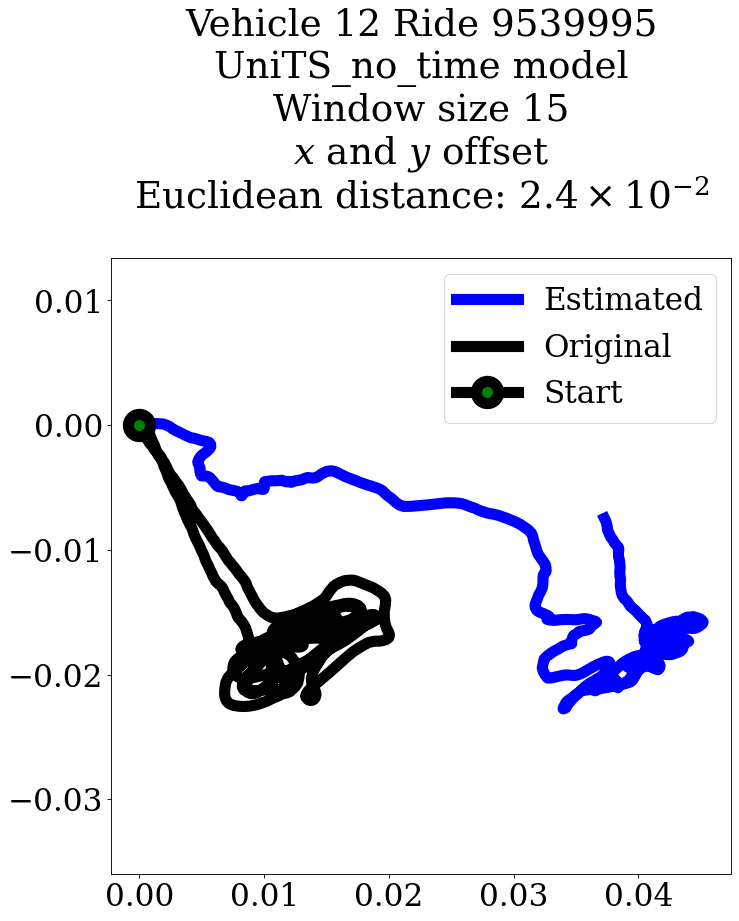 Vehicle 12 Ride 9539995
UniTS_no_time model
Window size 15
x and y offset
Euclidean distance: 2.4 × 10⁻²
Estimated
Original
Start
0.01
0.00
−0.01
−0.02
−0.03
0.00 0.01 0.02 0.03 0.04